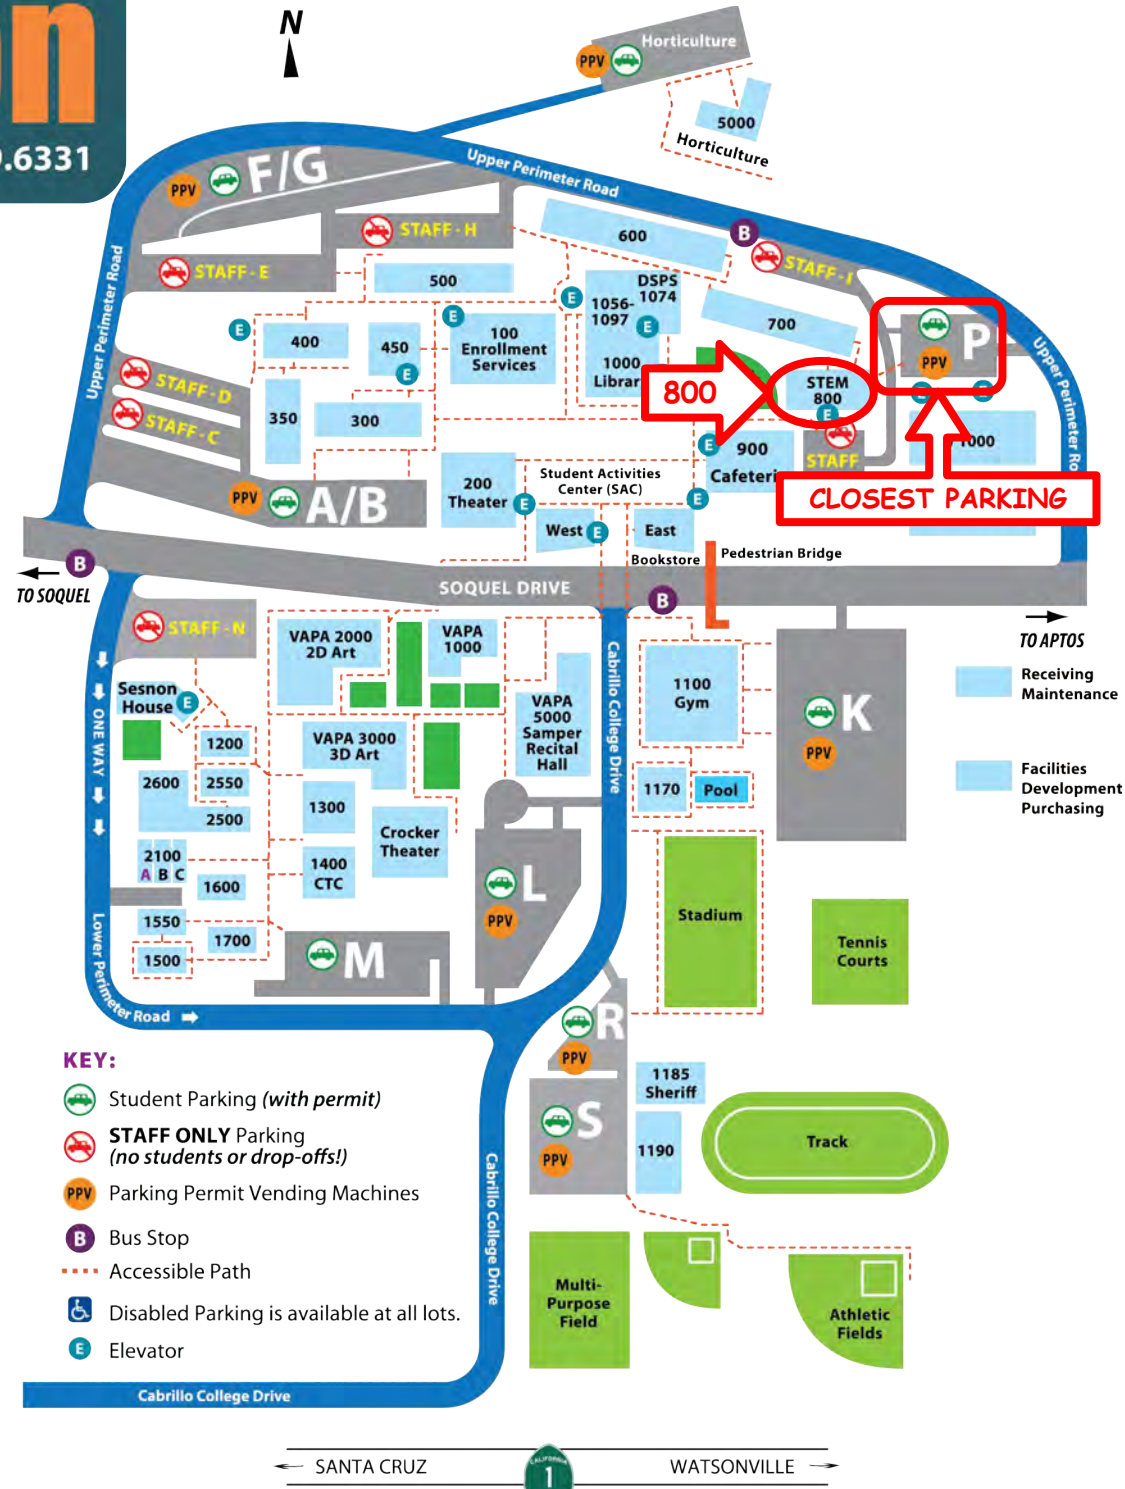 on
.6331
N
PPV
Horticulture
5000
Horticulture
Upper Perimeter Road
PPV
F/G
STAFF - H
STAFF - E
600
B
STAFF - I
500
DSPS
1074
1056-
1097
E
E
E
E
100
Enrollment
Services
400
450
E
1000
700
PPV
P
Upper Perimeter Road
STAFF - D
STAFF - C
350
300
800
STEM
800
E
E
E
STAFF
Upper Perimeter
PPV
A/B
200
Theater
E
Student Activities
Center (SAC)
West
E
East
E
E
900
CLOSEST PARKING
Bookstore
Pedestrian Bridge
B
TO SOQUEL
SOQUEL DRIVE
B
TO APTOS
STAFF - N
VAPA 2000
2D Art
VAPA
1000
Cabrillo College Drive
1100
Gym
PPV
K
Receiving
Maintenance
Facilities
Development
Purchasing
Sesnon
House
E
ONE WAY
1200
2550
2600
2500
VAPA 3000
3D Art
VAPA
5000
Samper
Recital
Hall
1300
Crocker
Theater
1170
Pool
2100
A B C
1600
1400
CTC
PPV
L
1550
1500
1700
M
Stadium
Tennis
Courts
Lower Perimeter Road
PPV
R
1185
Sheriff
PPV
S
1190
Track
Cabrillo College Drive
Multi-
Purpose
Field
Athletic
Fields
KEY:
Student Parking (with permit)
STAFF ONLY Parking
(no students or drop-offs!)
PPV Parking Permit Vending Machines
B Bus Stop
Accessible Path
Disabled Parking is available at all lots.
E Elevator
Cabrillo College Drive
SANTA CRUZ
CALIFORNIA
1
WATSONVILLE